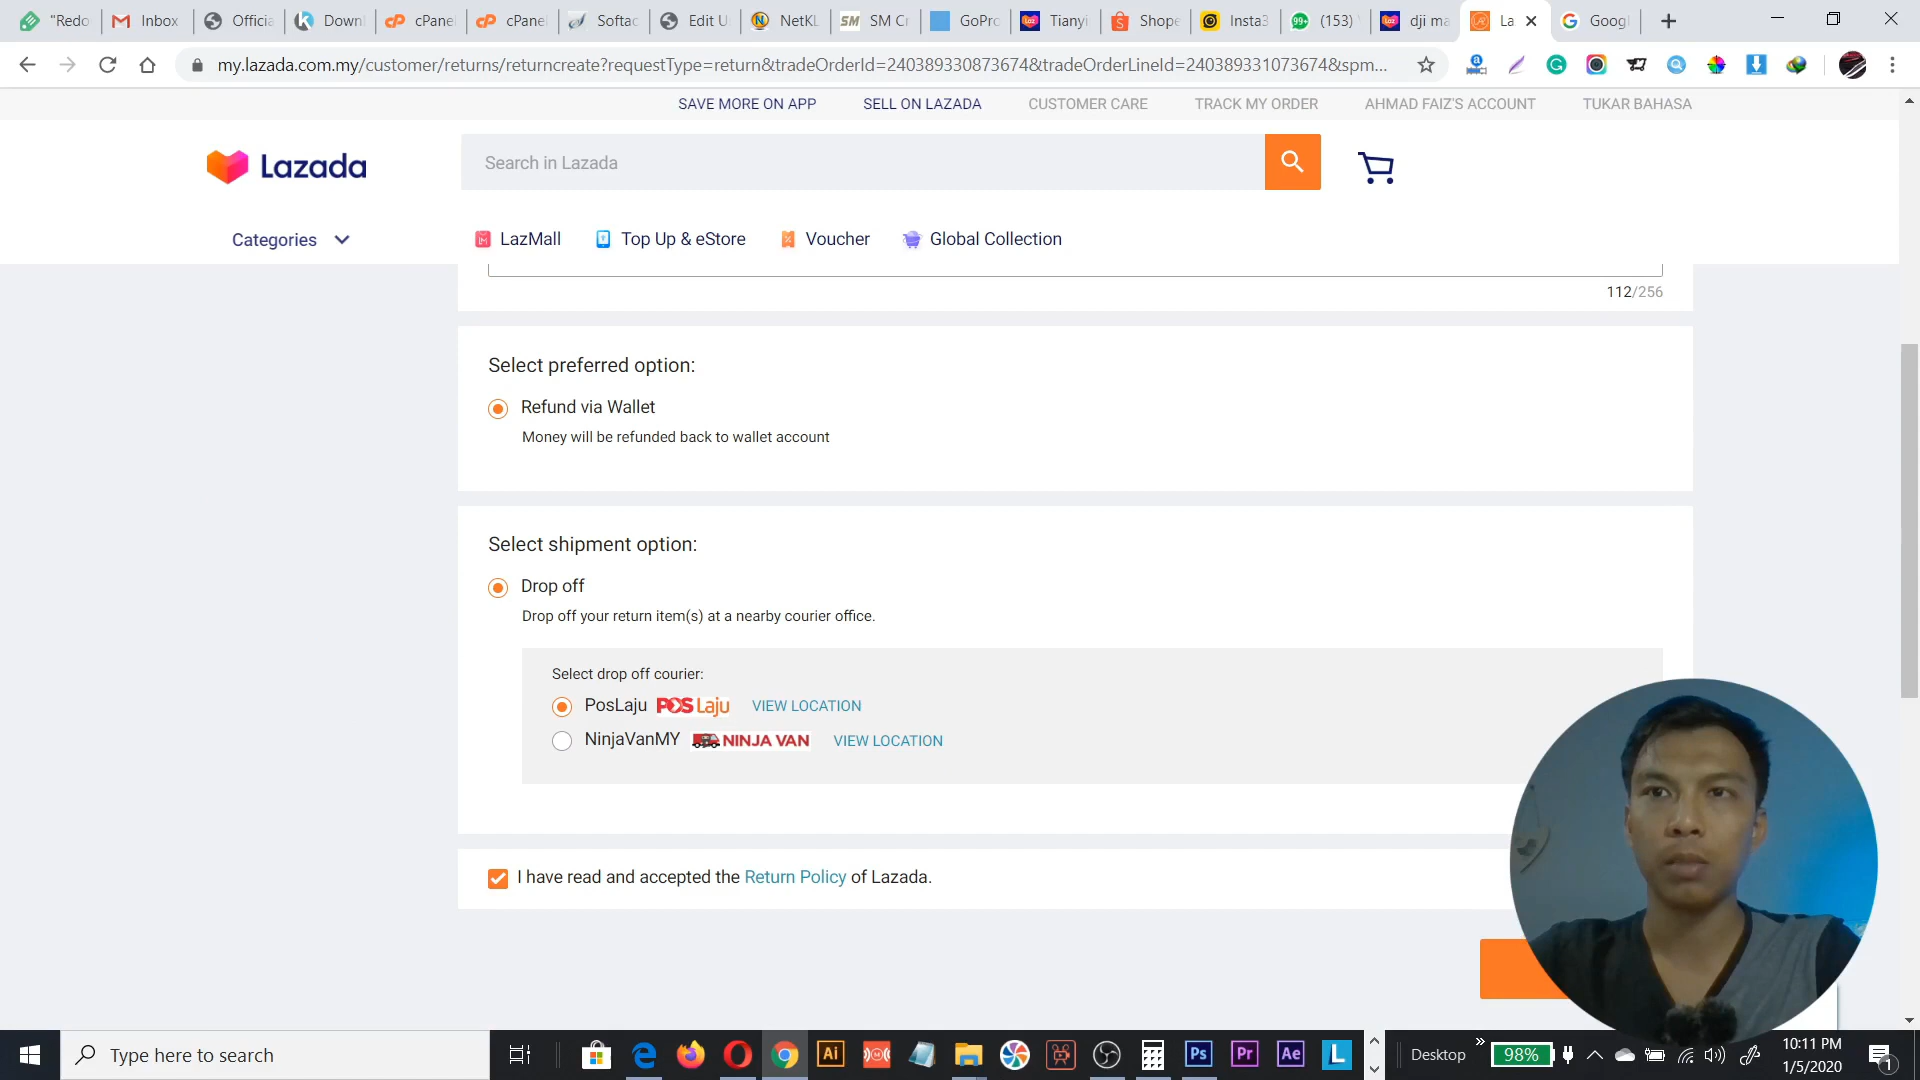 "Redo
Inbox
Officia
Downl
cPanel
cPanel
Softac
Edit U
NetKL
SM Cr
GoPro
Tianyi
Shope
Insta3
(153)
dji ma
La
Googl
my.lazada.com.my/customer/returns/returncreate?requestType=return&tradeOrderId=240389330873674&tradeOrderLineId=240389331073674&spm...
SAVE MORE ON APP
SELL ON LAZADA
CUSTOMER CARE
TRACK MY ORDER
AHMAD FAIZ'S ACCOUNT
TUKAR BAHASA
Lazada
Search in Lazada
Categories
LazMall
Top Up & eStore
Voucher
Global Collection
112/256
Select preferred option:
Refund via Wallet
Money will be refunded back to wallet account
Select shipment option:
Drop off
Drop off your return item(s) at a nearby courier office.
Select drop off courier:
PosLaju POS Laju VIEW LOCATION
NinjaVanMY NINJA VAN VIEW LOCATION
I have read and accepted the Return Policy of Lazada.
Type here to search
Desktop
98%
10:11 PM
1/5/2020